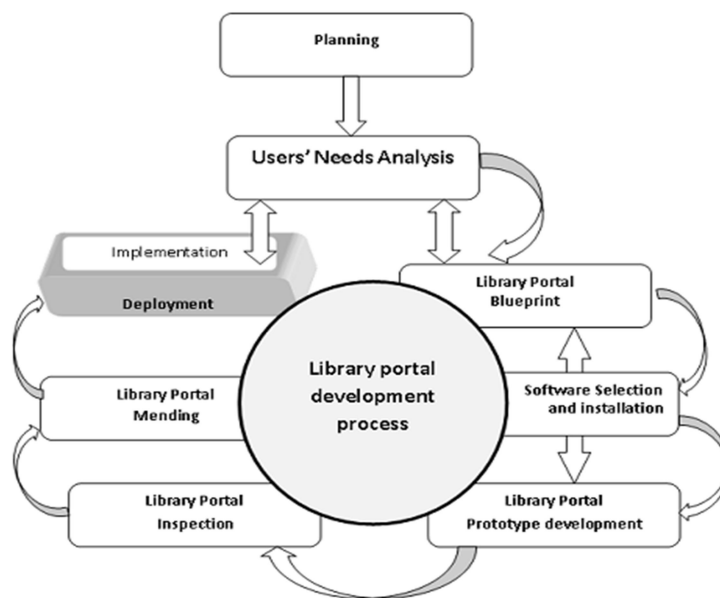 Planning
Users' Needs Analysis
Implementation
Deployment
Library Portal
Blueprint
Library portal
development
process
Library Portal
Mending
Software Selection
and installation
Library Portal
Inspection
Library Portal
Prototype development